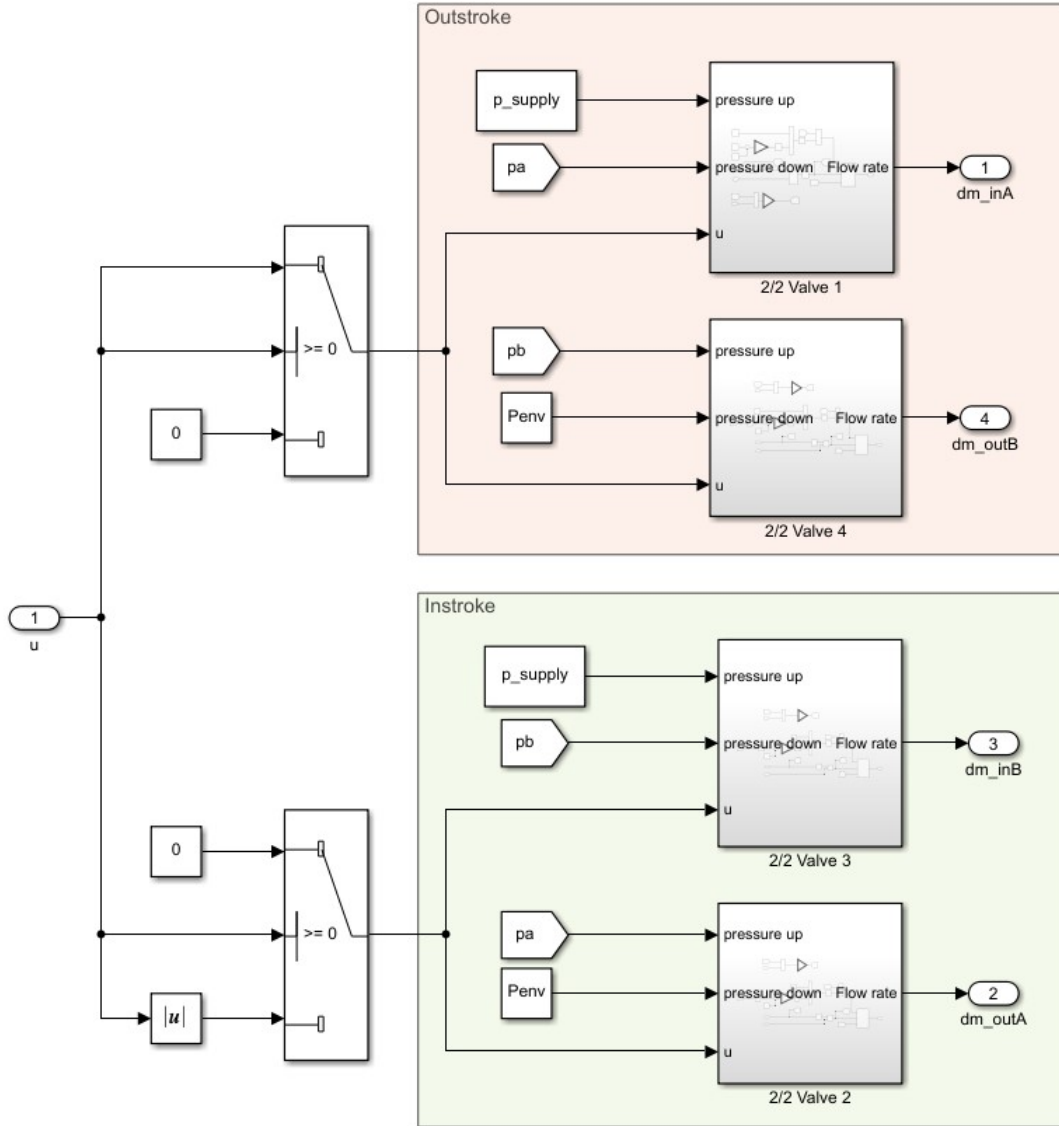 Outstroke
p_supply
pressure up
pa
pressure down
Flow rate
1
dm_inA
u
2/2 Valve 1
>= 0
0
pb
pressure up
Penv
pressure down
Flow rate
4
dm_outB
u
2/2 Valve 4
1
u
Instroke
p_supply
pressure up
pb
pressure down
Flow rate
3
dm_inB
u
2/2 Valve 3
0
>= 0
|u|
pa
pressure up
Penv
pressure down
Flow rate
2
dm_outA
u
2/2 Valve 2